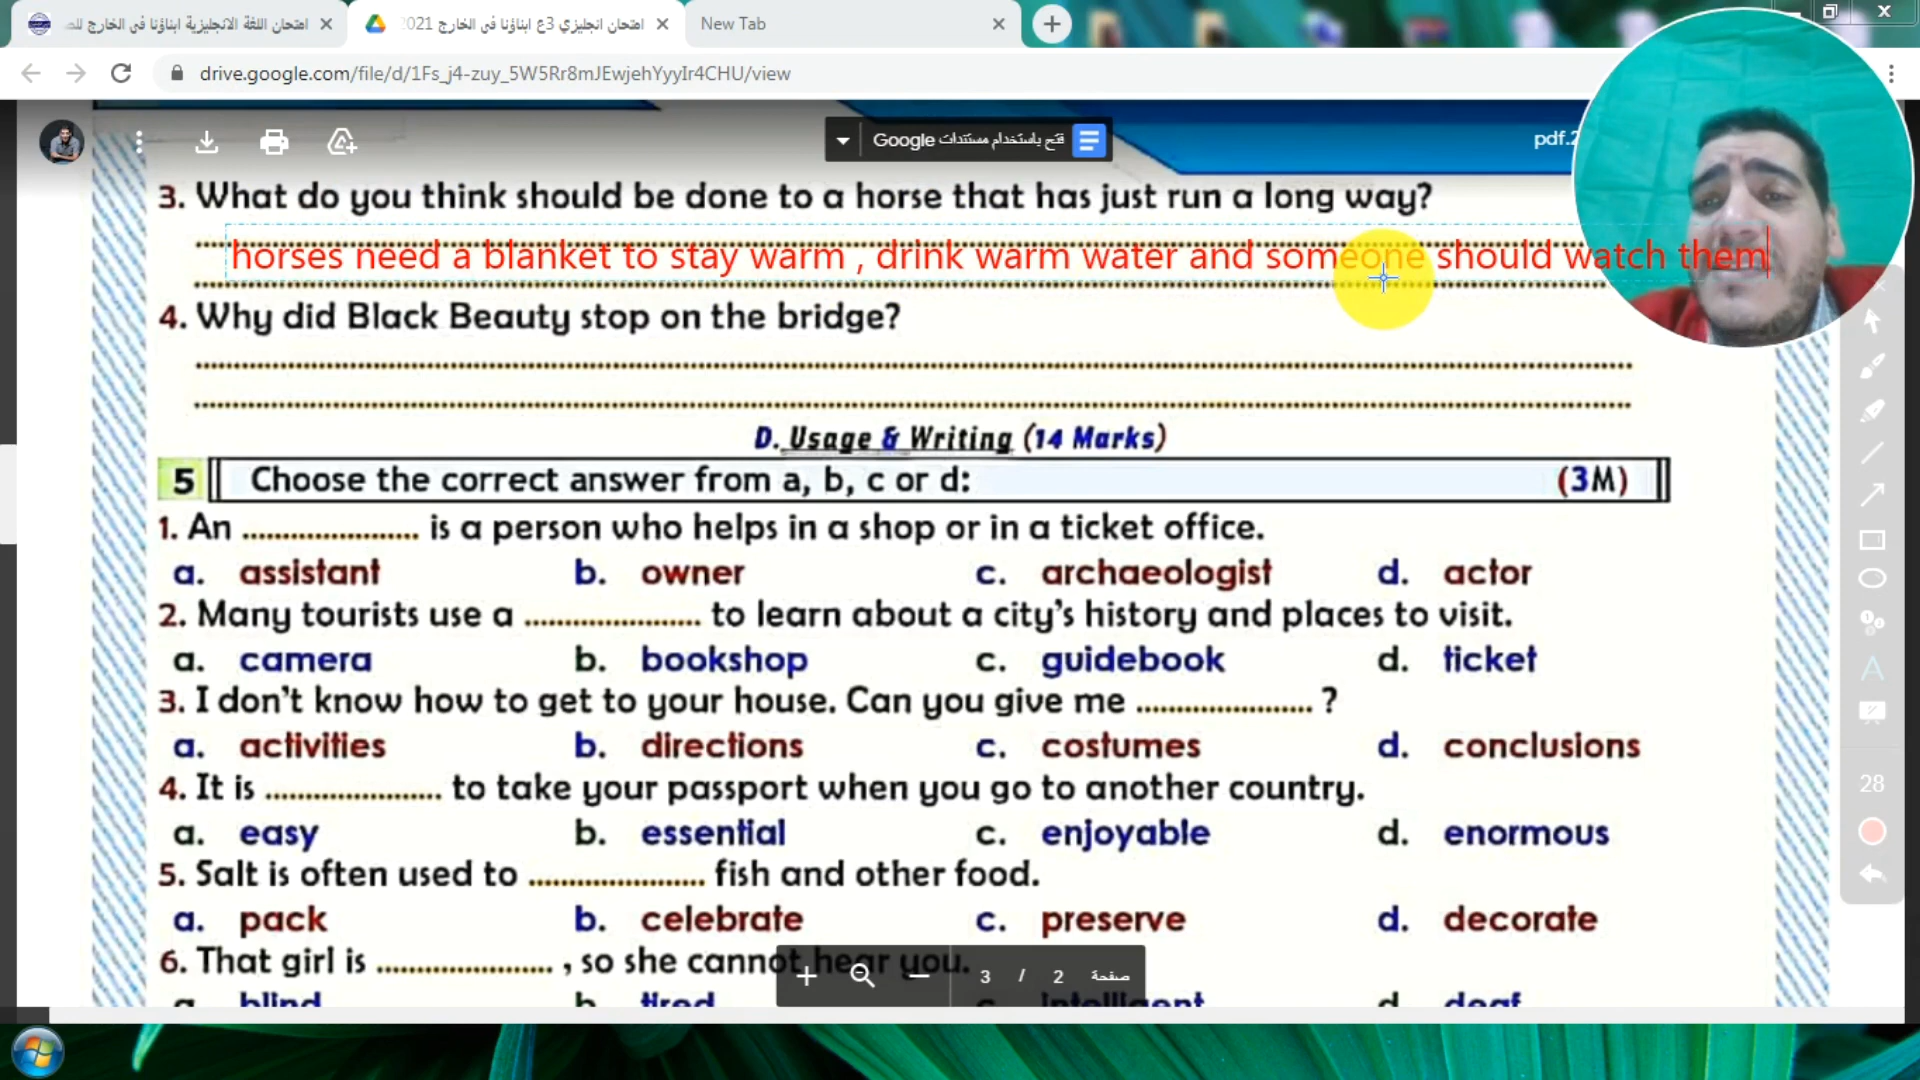 امتحان اللغة الانجليزية ابناؤنا في الخارج للص
امتحان انجليزي 3ع ابناؤنا في الخارج 2021
New Tab
drive.google.com/file/d/1Fs_j4-zuy_5W5Rr8mJEwjehYyyIr4CHU/view
فتح باستخدام مستندات Google
pdf.2
3. What do you think should be done to a horse that has just run a long way?
horses need a blanket to stay warm , drink warm water and someone should watch them
4. Why did Black Beauty stop on the bridge?
D. Usage & Writing (14 Marks)
5 Choose the correct answer from a, b, c or d: (3M)
1. An ...................... is a person who helps in a shop or in a ticket office.
a. assistant b. owner c. archaeologist d. actor
2. Many tourists use a ...................... to learn about a city's history and places to visit.
a. camera b. bookshop c. guidebook d. ticket
3. I don't know how to get to your house. Can you give me ...................... ?
a. activities b. directions c. costumes d. conclusions
4. It is ...................... to take your passport when you go to another country.
a. easy b. essential c. enjoyable d. enormous
28
5. Salt is often used to ...................... fish and other food.
a. pack b. celebrate c. preserve d. decorate
6. That girl is ...................... , so she cannot hear you.
صفحة 2 / 3
a blind b tired c intelligent d deaf